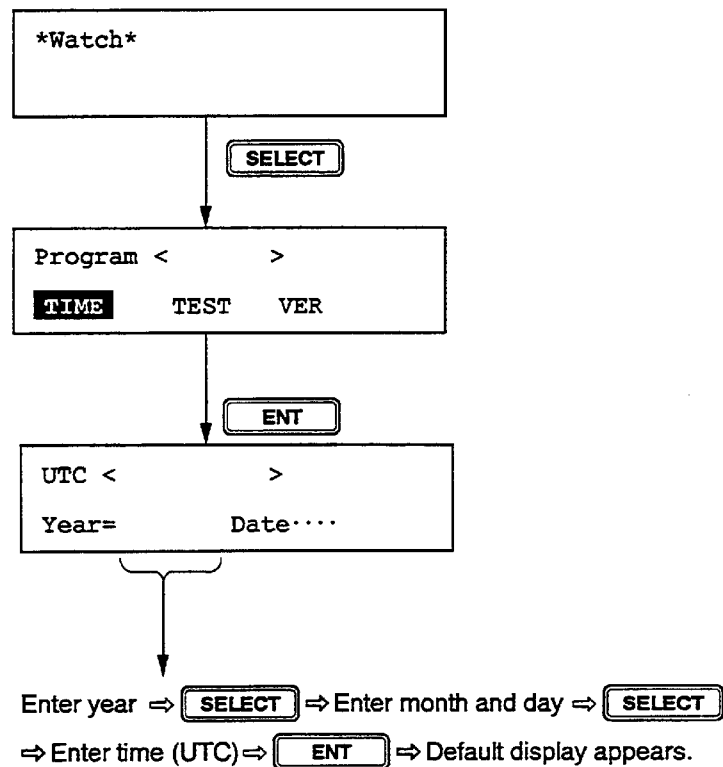 *Watch*
SELECT
Program <          >
TIME     TEST     VER
ENT
UTC <          >
Year=          Date····
Enter year ⇨ SELECT ⇨ Enter month and day ⇨ SELECT
⇨ Enter time (UTC) ⇨ ENT ⇨ Default display appears.